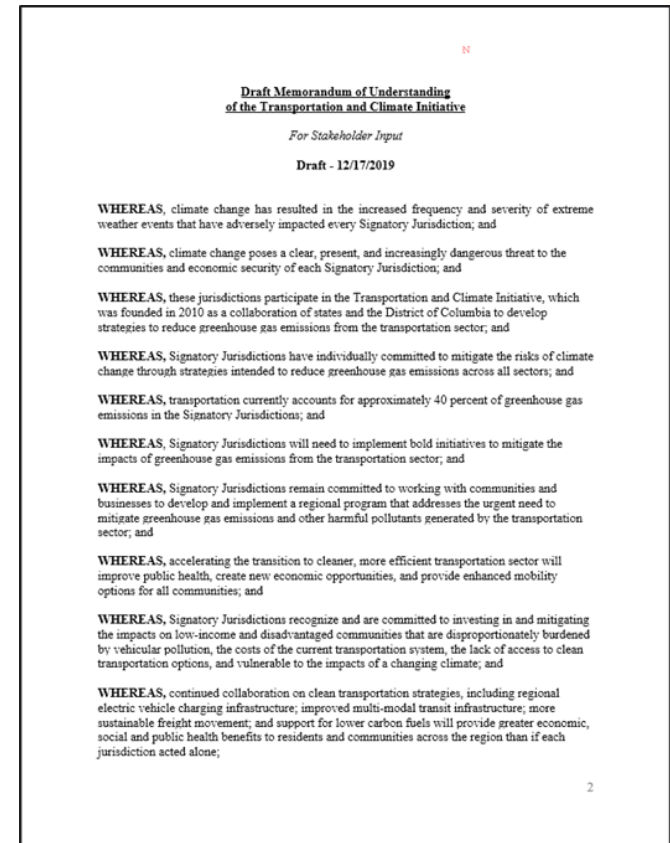 N
Draft Memorandum of Understanding
of the Transportation and Climate Initiative
For Stakeholder Input
Draft - 12/17/2019
WHEREAS, climate change has resulted in the increased frequency and severity of extreme
weather events that have adversely impacted every Signatory Jurisdiction; and
WHEREAS, climate change poses a clear, present, and increasingly dangerous threat to the
communities and economic security of each Signatory Jurisdiction; and
WHEREAS, these jurisdictions participate in the Transportation and Climate Initiative, which
was founded in 2010 as a collaboration of states and the District of Columbia to develop
strategies to reduce greenhouse gas emissions from the transportation sector; and
WHEREAS, Signatory Jurisdictions have individually committed to mitigate the risks of climate
change through strategies intended to reduce greenhouse gas emissions across all sectors; and
WHEREAS, transportation currently accounts for approximately 40 percent of greenhouse gas
emissions in the Signatory Jurisdictions; and
WHEREAS, Signatory Jurisdictions will need to implement bold initiatives to mitigate the
impacts of greenhouse gas emissions from the transportation sector; and
WHEREAS, Signatory Jurisdictions remain committed to working with communities and
businesses to develop and implement a regional program that addresses the urgent need to
mitigate greenhouse gas emissions and other harmful pollutants generated by the transportation
sector; and
WHEREAS, accelerating the transition to cleaner, more efficient transportation sector will
improve public health, create new economic opportunities, and provide enhanced mobility
options for all communities; and
WHEREAS, Signatory Jurisdictions recognize and are committed to investing in and mitigating
the impacts on low-income and disadvantaged communities that are disproportionately burdened
by vehicular pollution, the costs of the current transportation system, the lack of access to clean
transportation options, and vulnerable to the impacts of a changing climate; and
WHEREAS, continued collaboration on clean transportation strategies, including regional
electric vehicle charging infrastructure; improved multi-modal transit infrastructure; more
sustainable freight movement; and support for lower carbon fuels will provide greater economic,
social and public health benefits to residents and communities across the region than if each
jurisdiction acted alone;
2